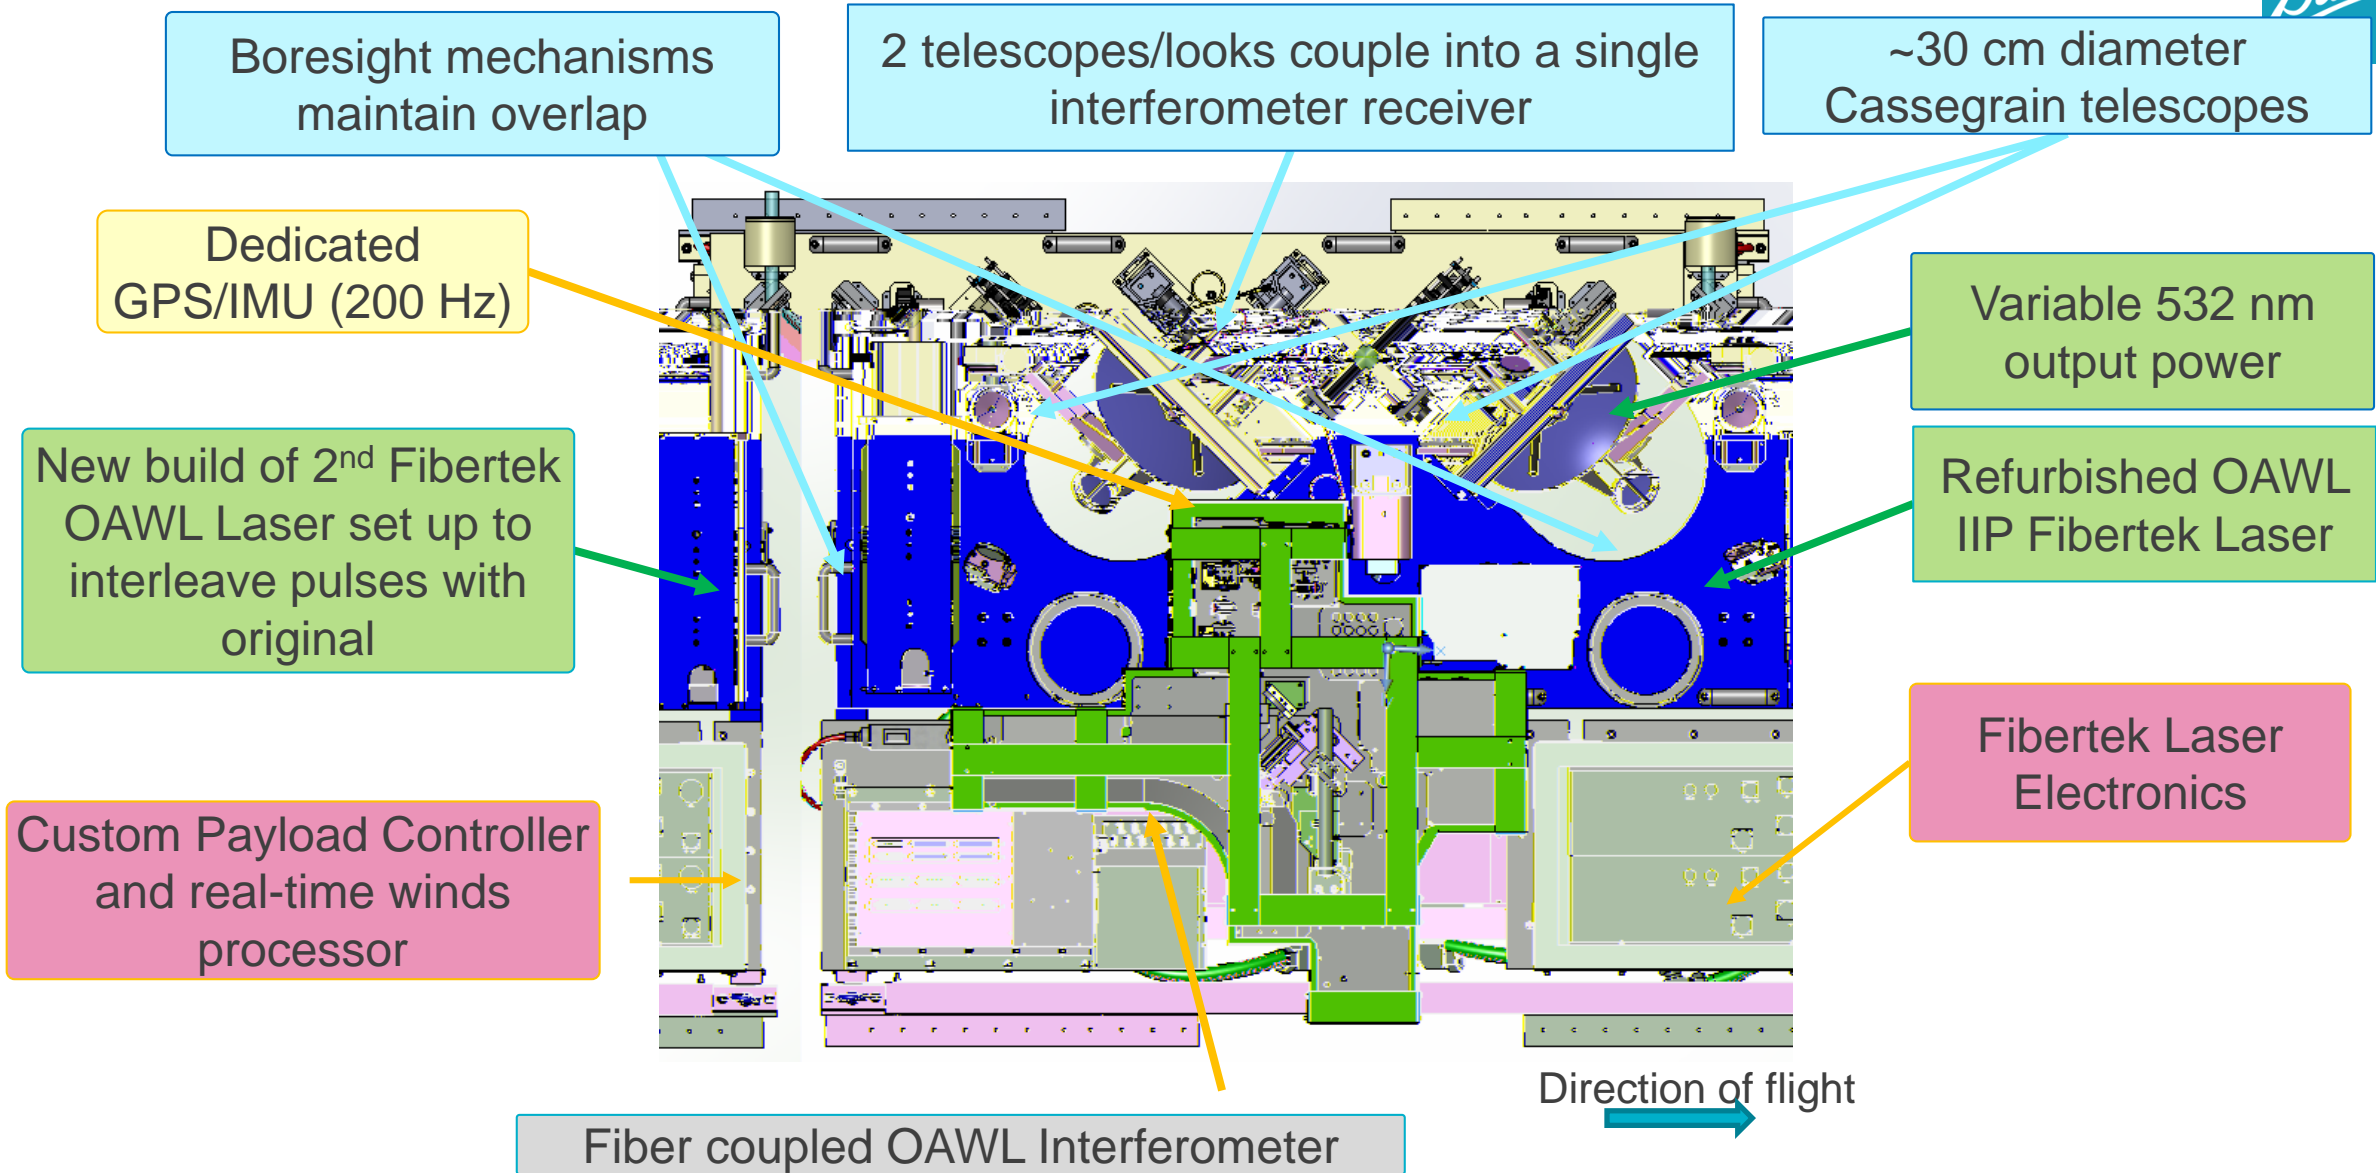 Boresight mechanisms
maintain overlap
2 telescopes/looks couple into a single
interferometer receiver
~30 cm diameter
Cassegrain telescopes
Dedicated
GPS/IMU (200 Hz)
Variable 532 nm
output power
New build of 2nd Fibertek
OAWL Laser set up to
interleave pulses with
original
Refurbished OAWL
IIP Fibertek Laser
Fibertek Laser
Electronics
Custom Payload Controller
and real-time winds
processor
Direction of flight
Fiber coupled OAWL Interferometer